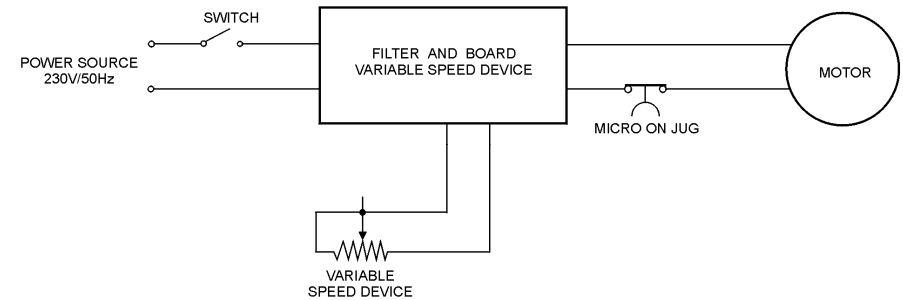 SWITCH
POWER SOURCE
230V/50Hz
FILTER AND BOARD
VARIABLE SPEED DEVICE
MOTOR
MICRO ON JUG
VARIABLE
SPEED DEVICE